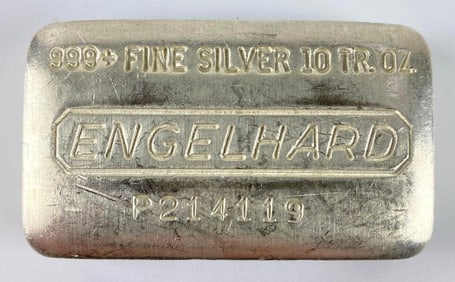 999+ FINE SILVER 10 TR. OZ.
ENGELHARD
P214119